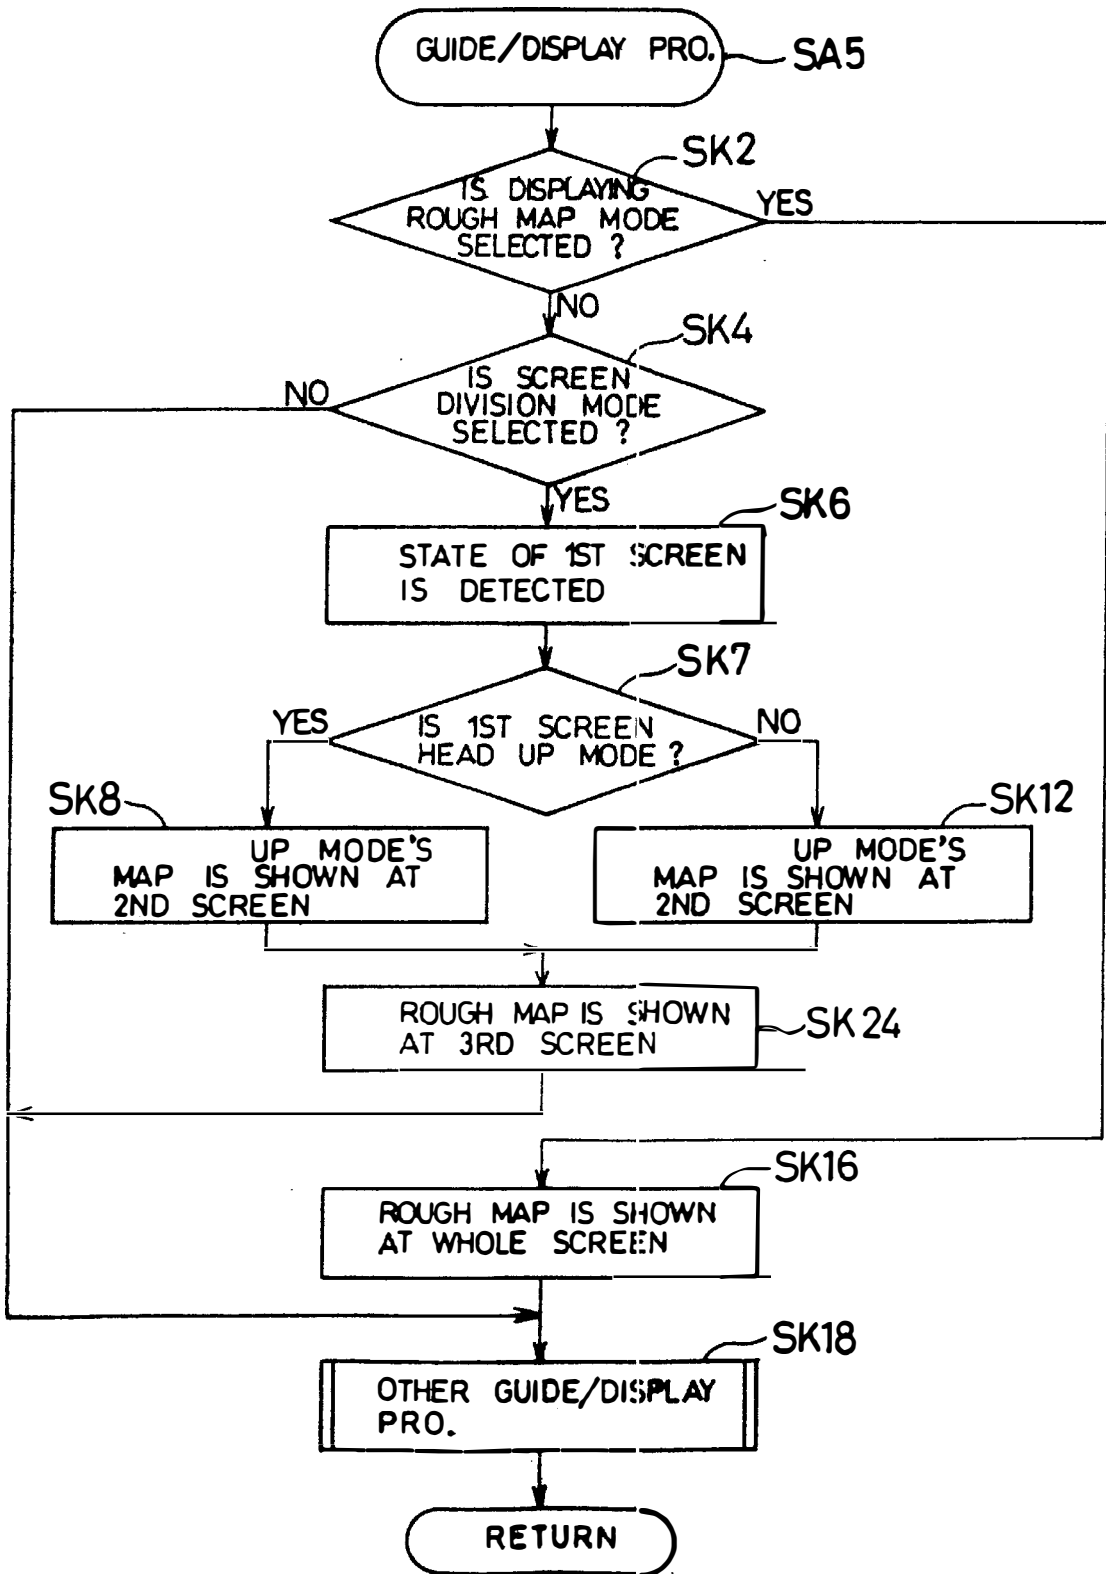 GUIDE/DISPLAY PRO.
SA5
SK2
IS DISPLAYING
ROUGH MAP MODE
SELECTED ?
YES
NO
SK4
IS SCREEN
DIVISION MODE
SELECTED ?
NO
YES
SK6
STATE OF 1ST SCREEN
IS DETECTED
SK7
IS 1ST SCREEN
HEAD UP MODE ?
YES
NO
SK8
UP MODE'S
MAP IS SHOWN AT
2ND SCREEN
SK12
UP MODE'S
MAP IS SHOWN AT
2ND SCREEN
ROUGH MAP IS SHOWN
AT 3RD SCREEN
SK24
SK16
ROUGH MAP IS SHOWN
AT WHOLE SCREEN
SK18
OTHER GUIDE/DISPLAY
PRO.
RETURN